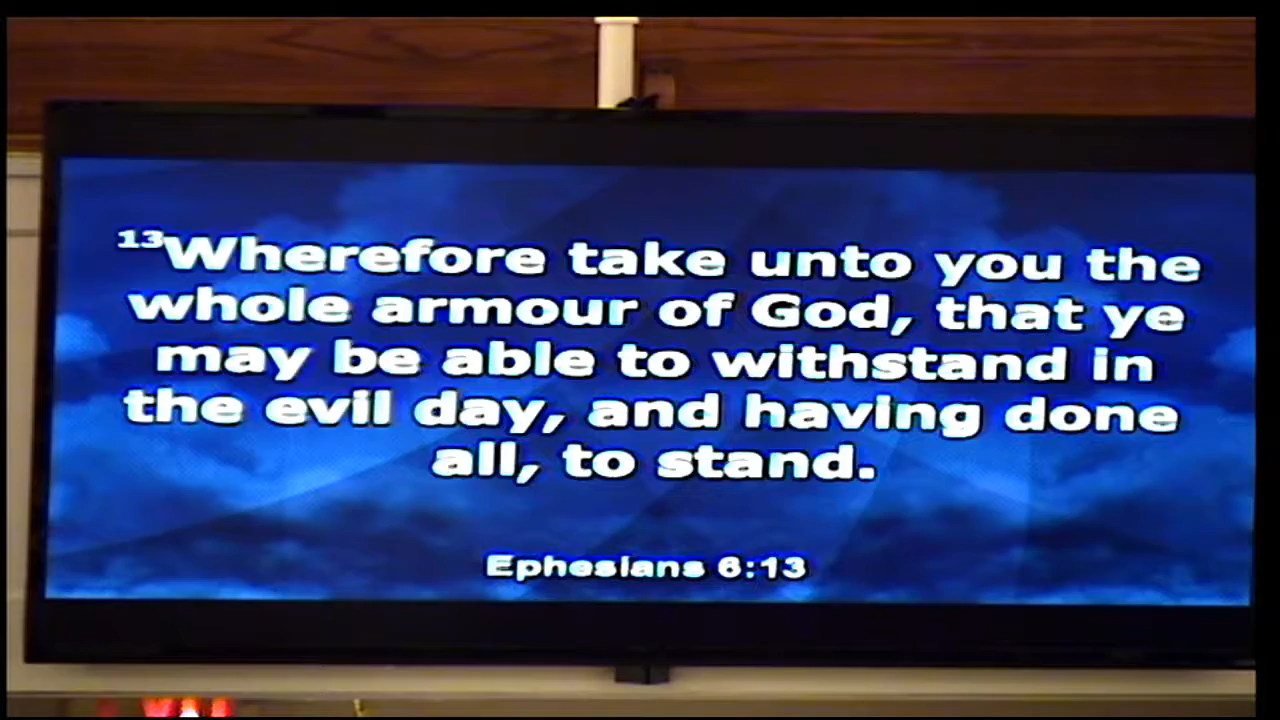 13Wherefore take unto you the
whole armour of God, that ye
may be able to withstand in
the evil day, and having done
all, to stand.
Ephesians 6:13